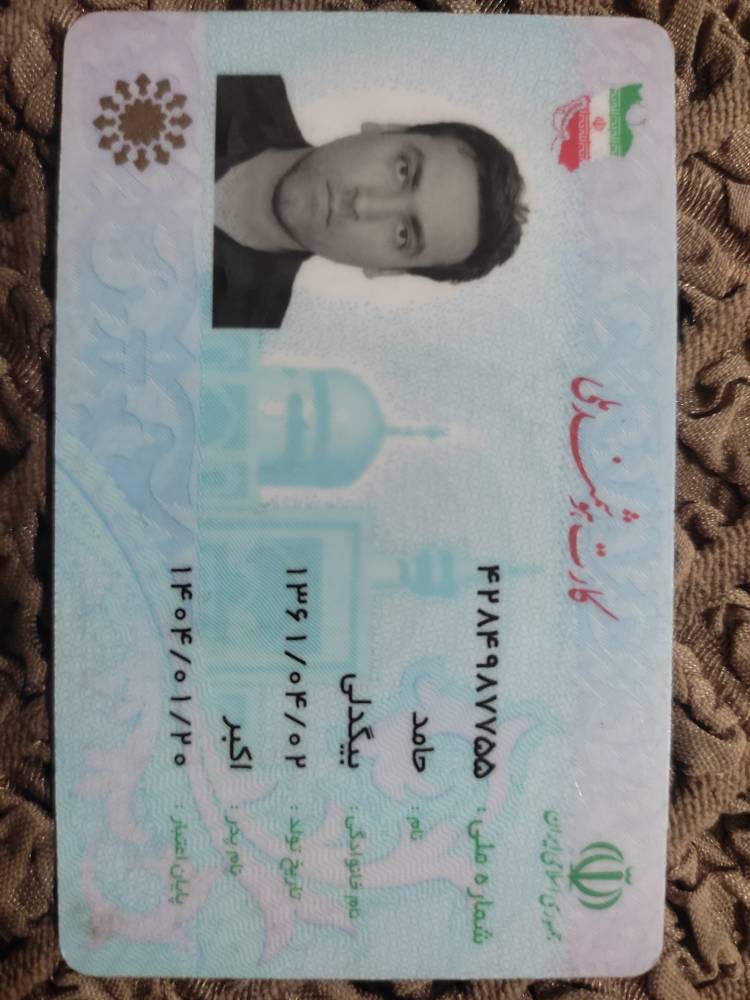 کارت هوشمند ملی
جمهوری اسلامی ایران
شماره ملی : ۴۲۸۴۹۸۷۷۵۵
نام : حامد
نام خانوادگی : بیگدلی
تاریخ تولد : ۱۳۶۱/۰۴/۰۲
نام پدر : اکبر
پایان اعتبار : ۱۴۰۴/۰۱/۲۰